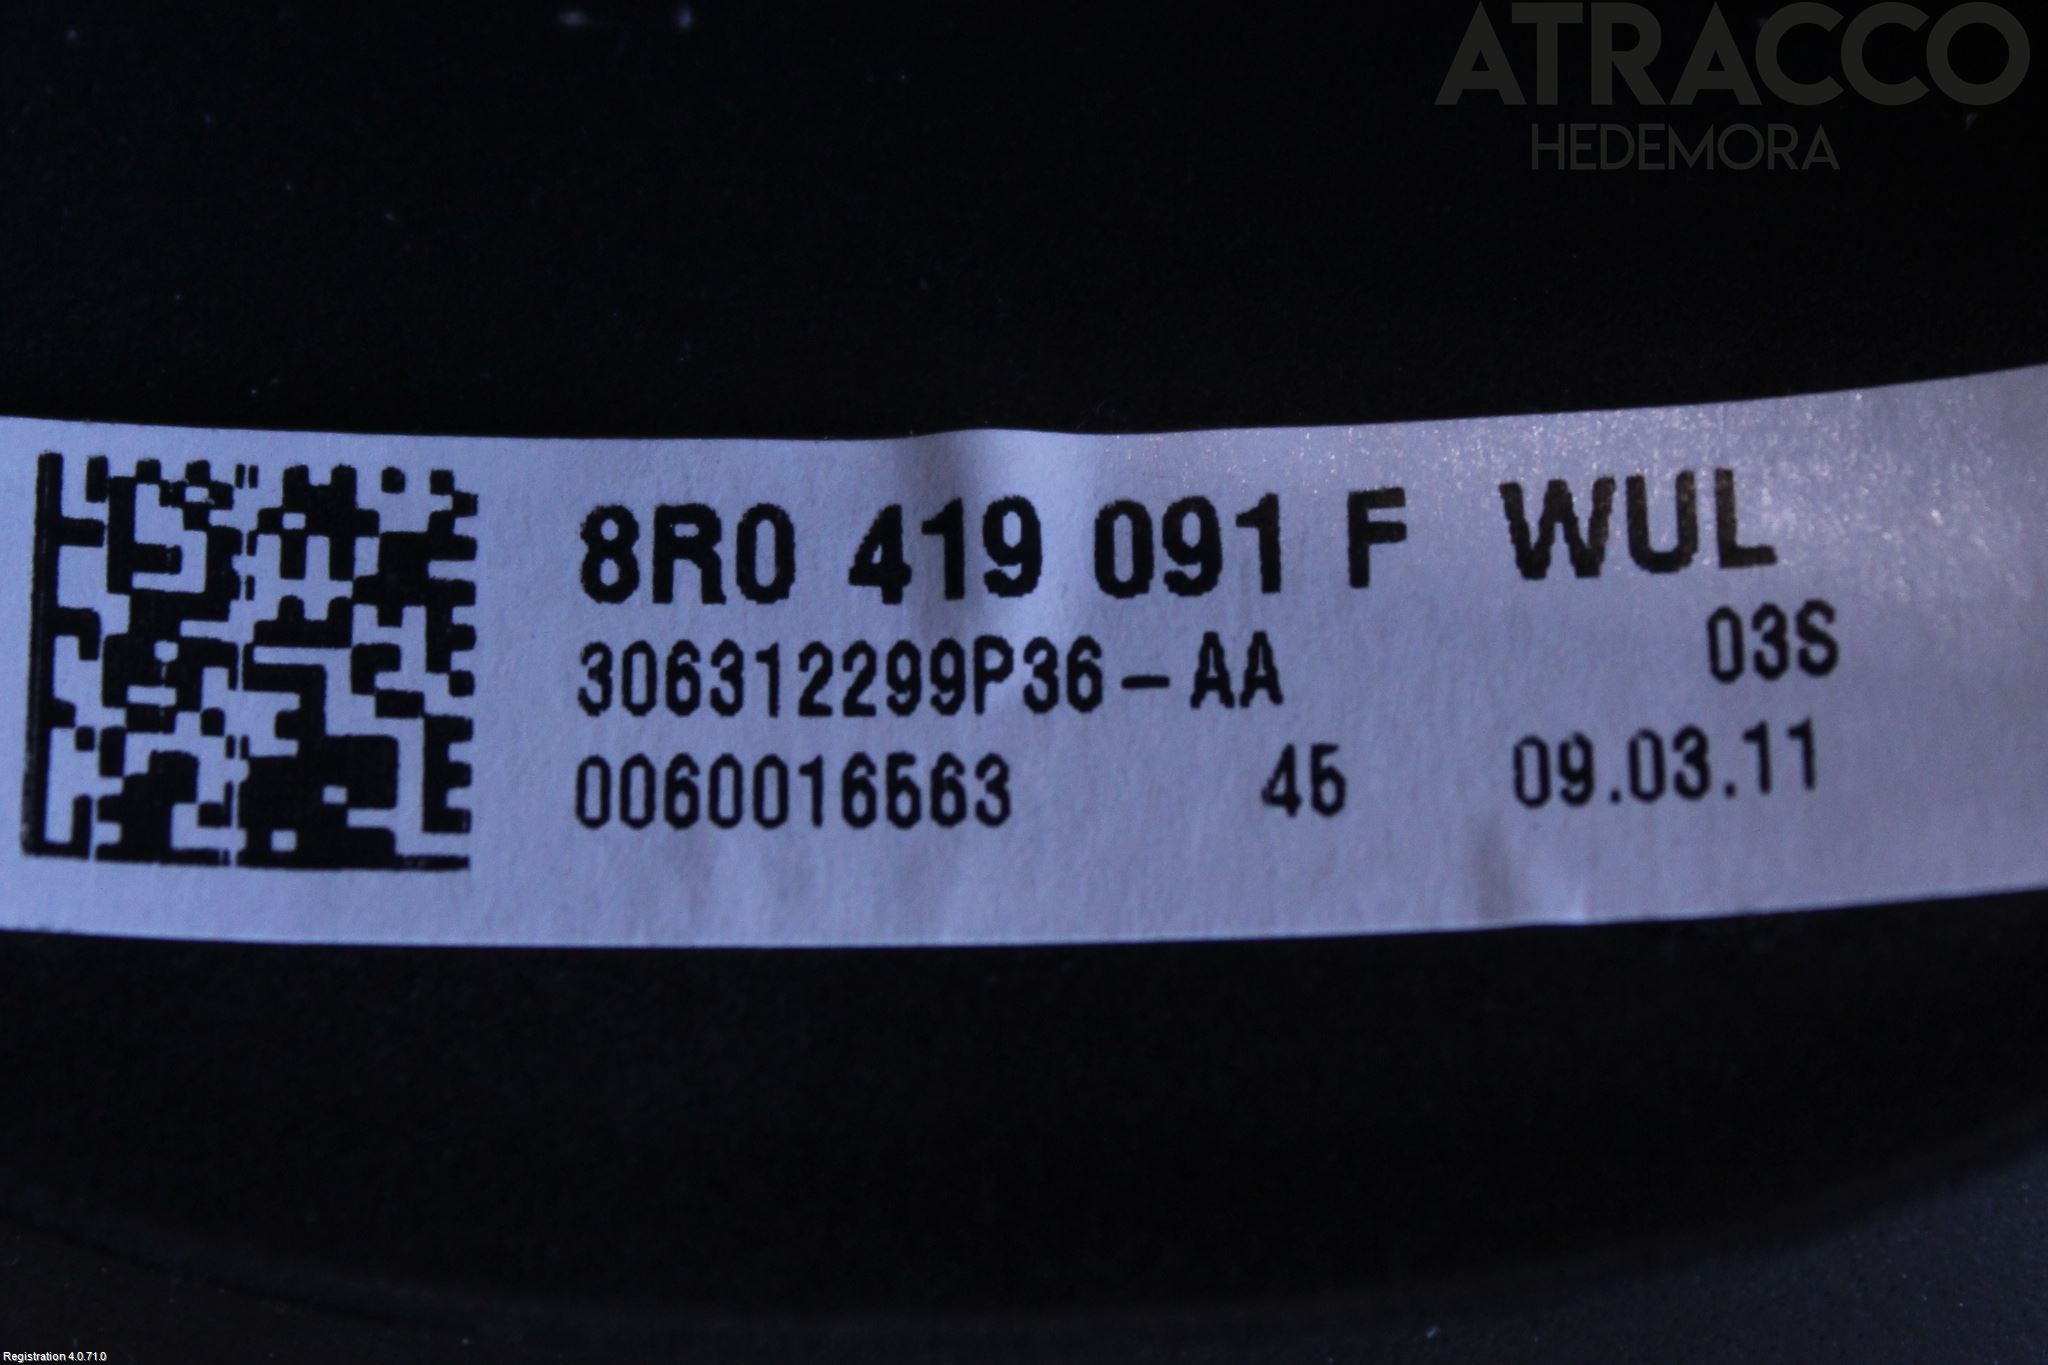 ATRACCO
HEDEMORA
8R0 419 091 F WUL
03S
306312299P36-AA
0060016563 45 09.03.11
Registration 4.0.71.0